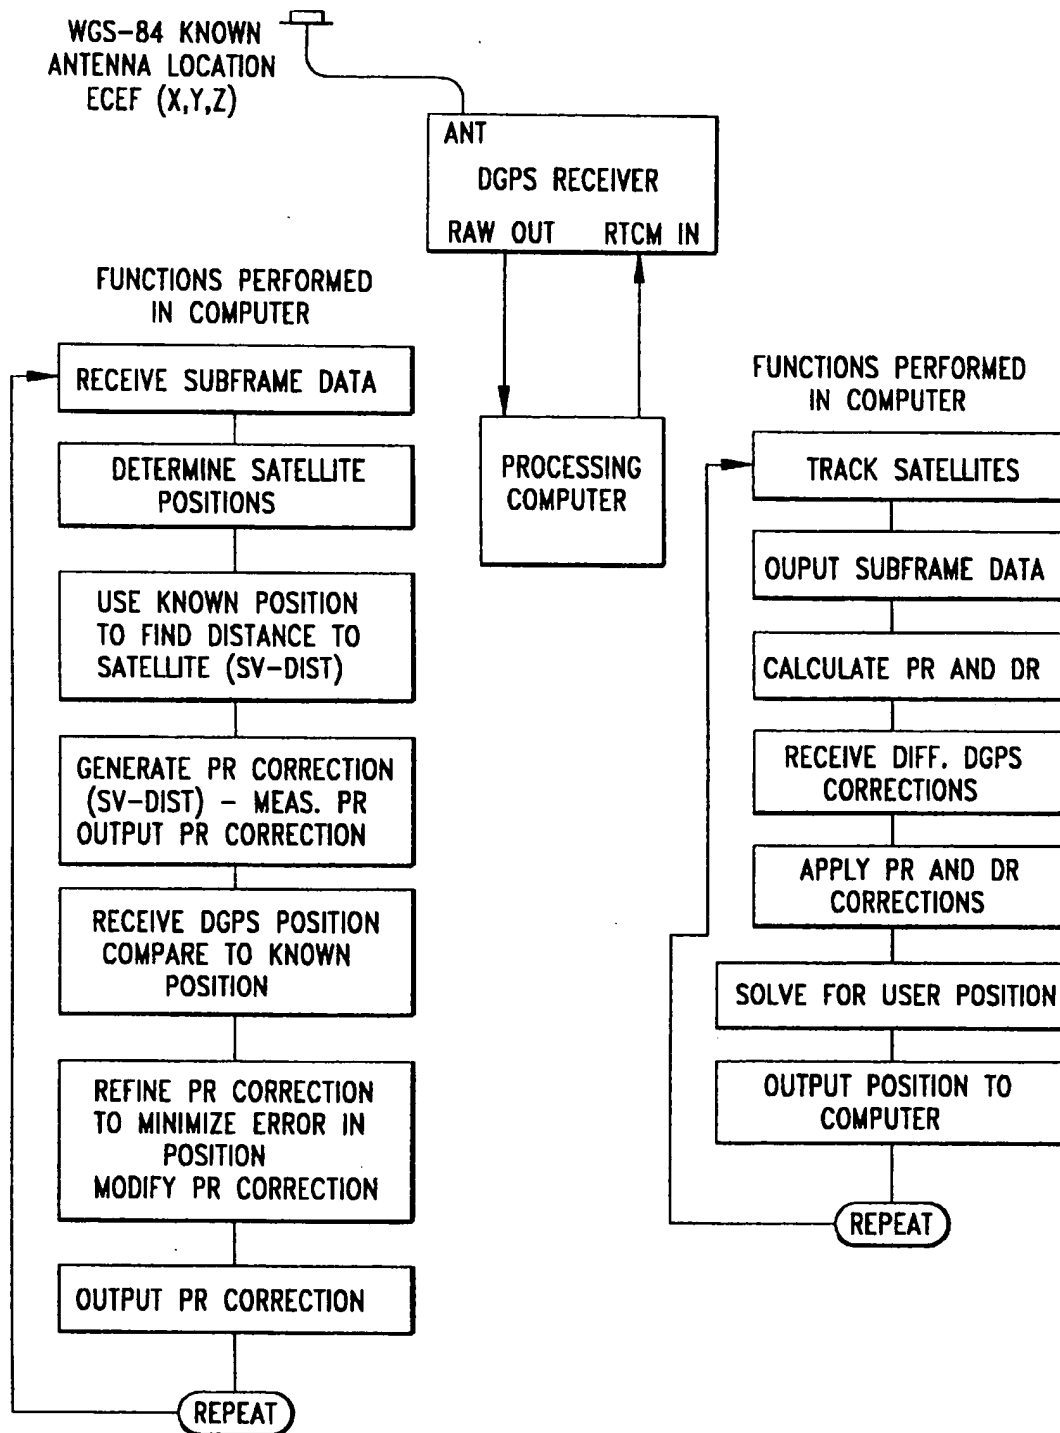 WGS-84 KNOWN
ANTENNA LOCATION
ECEF (X,Y,Z)
ANT
DGPS RECEIVER
RAW OUT RTCM IN
PROCESSING
COMPUTER
FUNCTIONS PERFORMED
IN COMPUTER
RECEIVE SUBFRAME DATA
DETERMINE SATELLITE
POSITIONS
USE KNOWN POSITION
TO FIND DISTANCE TO
SATELLITE (SV-DIST)
GENERATE PR CORRECTION
(SV-DIST) - MEAS. PR
OUTPUT PR CORRECTION
RECEIVE DGPS POSITION
COMPARE TO KNOWN
POSITION
REFINE PR CORRECTION
TO MINIMIZE ERROR IN
POSITION
MODIFY PR CORRECTION
OUTPUT PR CORRECTION
REPEAT
FUNCTIONS PERFORMED
IN COMPUTER
TRACK SATELLITES
OUPUT SUBFRAME DATA
CALCULATE PR AND DR
RECEIVE DIFF. DGPS
CORRECTIONS
APPLY PR AND DR
CORRECTIONS
SOLVE FOR USER POSITION
OUTPUT POSITION TO
COMPUTER
REPEAT